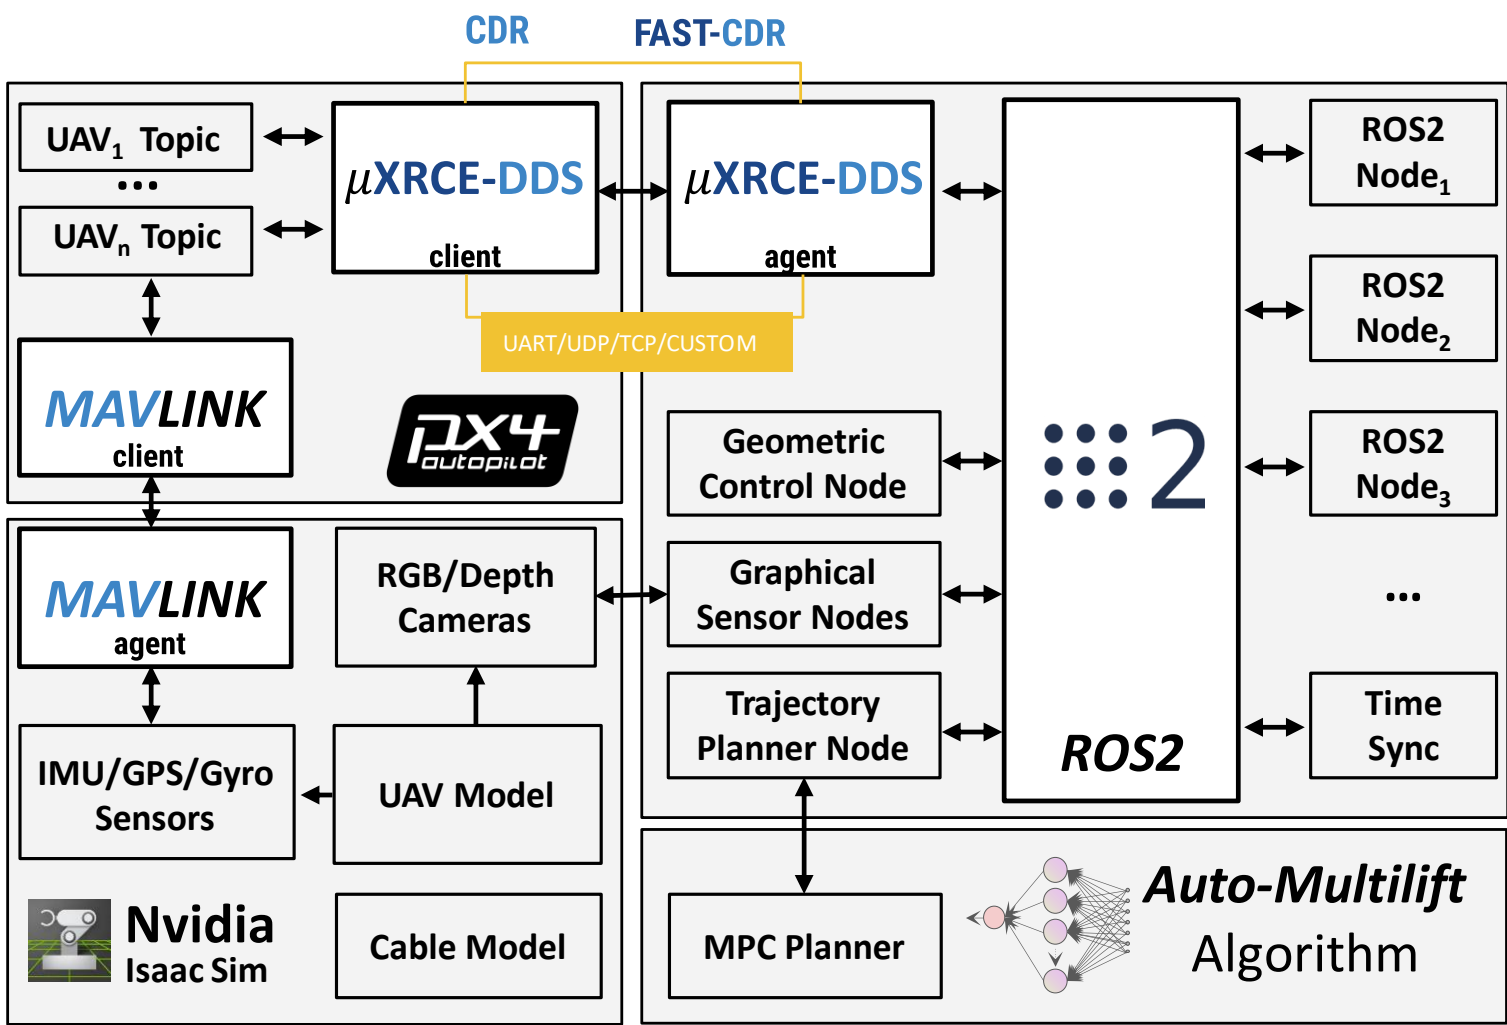 CDR
FAST-CDR
UAV1 Topic
...
UAVn Topic
μXRCE-DDS
client
μXRCE-DDS
agent
UART/UDP/TCP/CUSTOM
MAVLINK
client
px4
autopilot
MAVLINK
agent
RGB/Depth
Cameras
IMU/GPS/Gyro
Sensors
UAV Model
Cable Model
Nvidia
Isaac Sim
Geometric
Control Node
Graphical
Sensor Nodes
Trajectory
Planner Node
2
ROS2
ROS2
Node1
ROS2
Node2
ROS2
Node3
...
Time
Sync
MPC Planner
Auto-Multilift
Algorithm